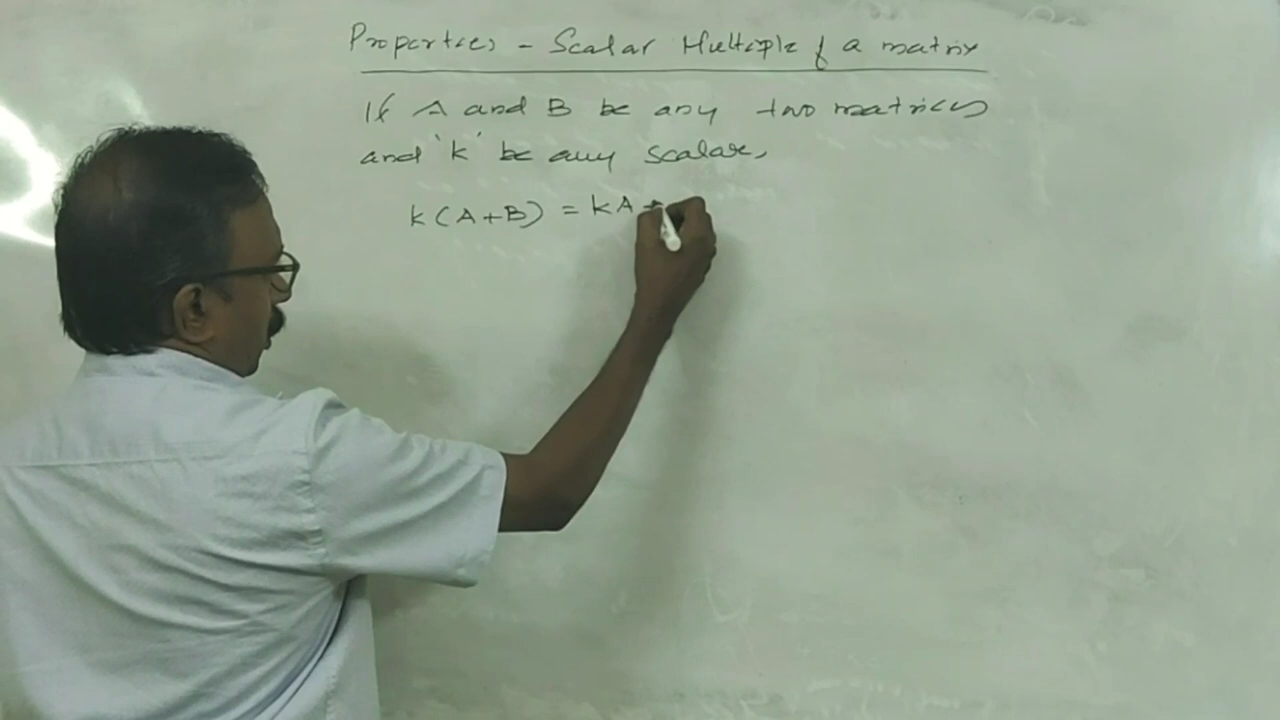 Properties - Scalar Multiple of a matrix
If A and B be any two matrices
and 'k' be any scalar,
k(A+B) = kA +